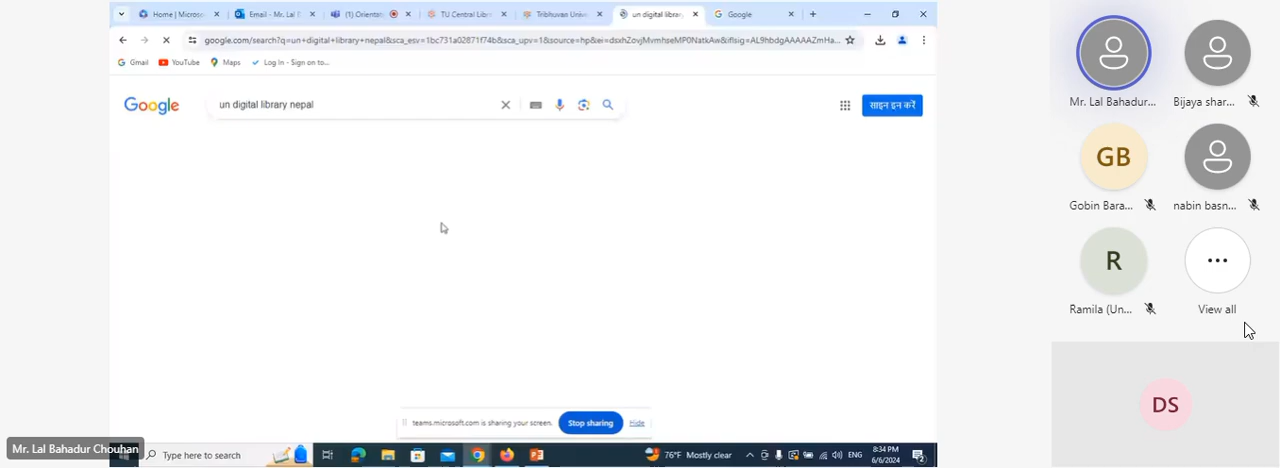 Home | Microso
Email - Mr. Lal B
(1) Orientat
TU Central Libr
Tribhuvan Univ
un digital library
Google
google.com/search?q=un+digital+library+nepal&sca_esv=1bc731a02871f74b&sca_upv=1&source=hp&ei=dsxhZovjMvmhseMP0NatkAw&iflsig=AL9hbdgAAAAAZmHa...
Gmail
YouTube
Maps
Log In - Sign on to...
Google
un digital library nepal
साइन इन करें
teams.microsoft.com is sharing your screen.
Stop sharing
Hide
Type here to search
76°F Mostly clear
ENG
8:34 PM
6/6/2024
Mr. Lal Bahadur Chouhan
Mr. Lal Bahadur...
Bijaya shar...
GB
Gobin Bara...
nabin basn...
R
Ramila (Un...
View all
DS